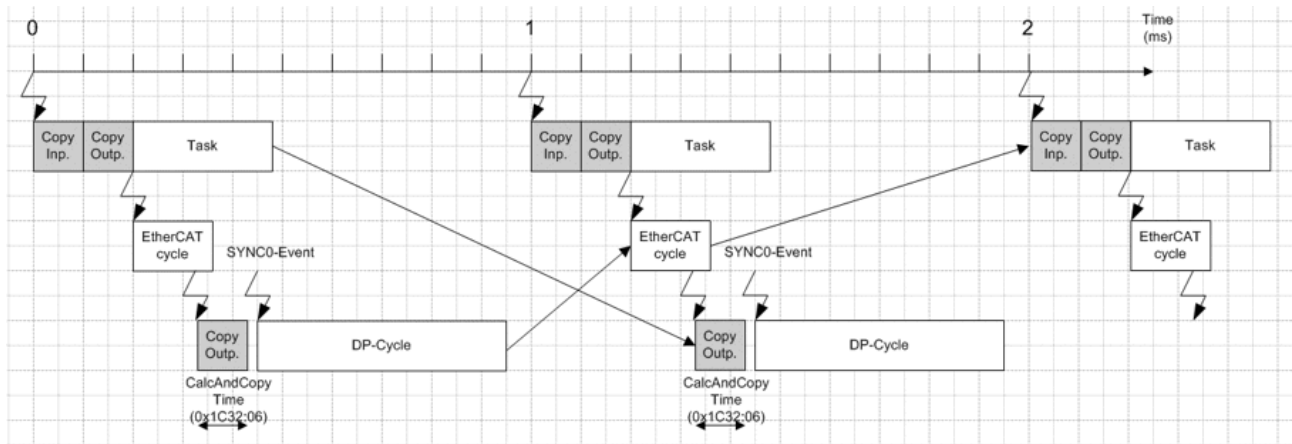 0
1
2
Time
(ms)
Copy
Inp.
Copy
Outp.
Task
Copy
Inp.
Copy
Outp.
Task
Copy
Inp.
Copy
Outp.
Task
EtherCAT
cycle
SYNC0-Event
EtherCAT
cycle
SYNC0-Event
EtherCAT
cycle
Copy
Outp.
DP-Cycle
Copy
Outp.
DP-Cycle
CalcAndCopy
Time
(0x1C32:06)
CalcAndCopy
Time
(0x1C32:06)